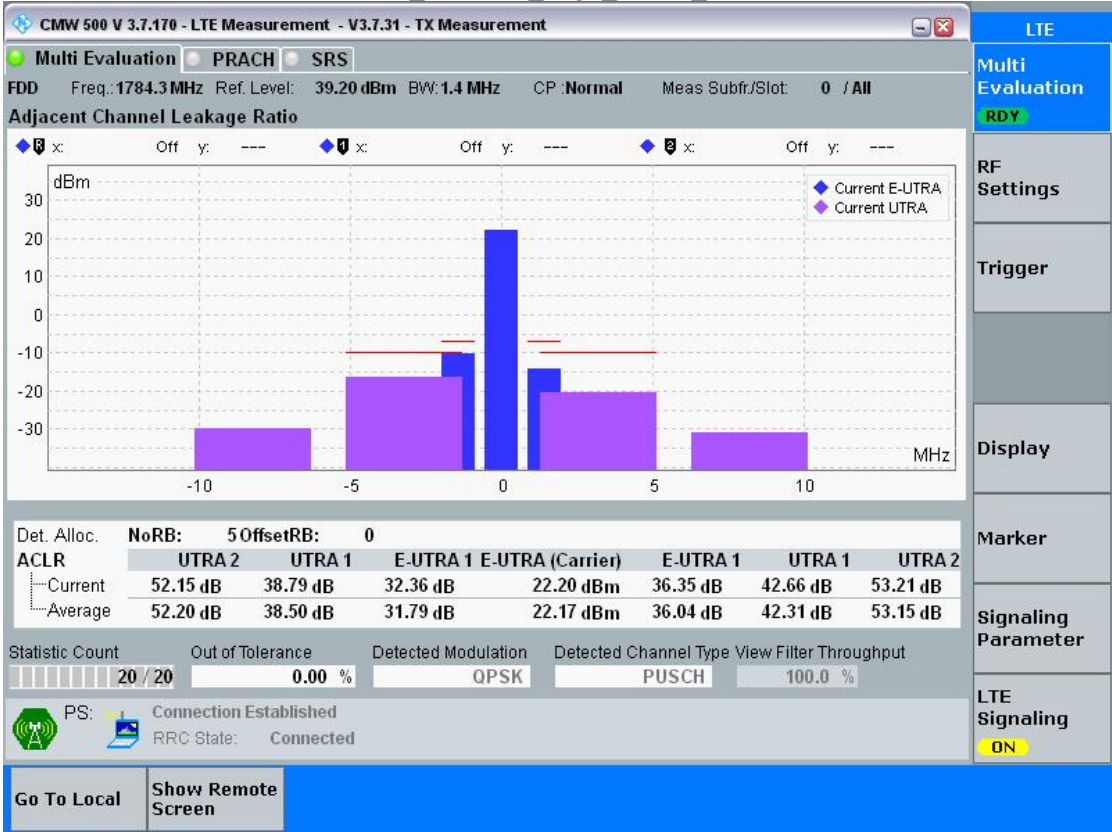 CMW 500 V 3.7.170 - LTE Measurement - V3.7.31 - TX Measurement
LTE
Multi Evaluation PRACH SRS
Multi
Evaluation
RDY
FDD Freq.:1784.3 MHz Ref. Level: 39.20 dBm BW:1.4 MHz CP :Normal Meas Subfr./Slot: 0 / All
Adjacent Channel Leakage Ratio
R x: Off y: --- 1 x: Off y: --- 2 x: Off y: ---
dBm
Current E-UTRA
Current UTRA
30
20
10
0
-10
-20
-30
MHz
-10 -5 0 5 10
RF
Settings
Trigger
Display
Marker
Signaling
Parameter
LTE
Signaling
ON
Det. Alloc. NoRB: 5 OffsetRB: 0
ACLR UTRA 2 UTRA 1 E-UTRA 1 E-UTRA (Carrier) E-UTRA 1 UTRA 1 UTRA 2
Current 52.15 dB 38.79 dB 32.36 dB 22.20 dBm 36.35 dB 42.66 dB 53.21 dB
Average 52.20 dB 38.50 dB 31.79 dB 22.17 dBm 36.04 dB 42.31 dB 53.15 dB
Statistic Count Out of Tolerance Detected Modulation Detected Channel Type View Filter Throughput
20 / 20 0.00 % QPSK PUSCH 100.0 %
PS: Connection Established
RRC State: Connected
Go To Local
Show Remote
Screen